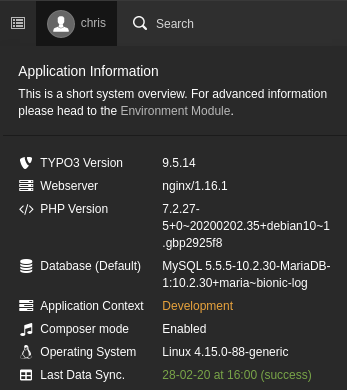 chris Search
Application Information
This is a short system overview. For advanced information
please head to the Environment Module.
TYPO3 Version 9.5.14
Webserver nginx/1.16.1
PHP Version 7.2.27-
5+0~20200202.35+debian10~1
.gbp2925f8
Database (Default) MySQL 5.5.5-10.2.30-MariaDB-
1:10.2.30+maria~bionic-log
Application Context Development
Composer mode Enabled
Operating System Linux 4.15.0-88-generic
Last Data Sync. 28-02-20 at 16:00 (success)